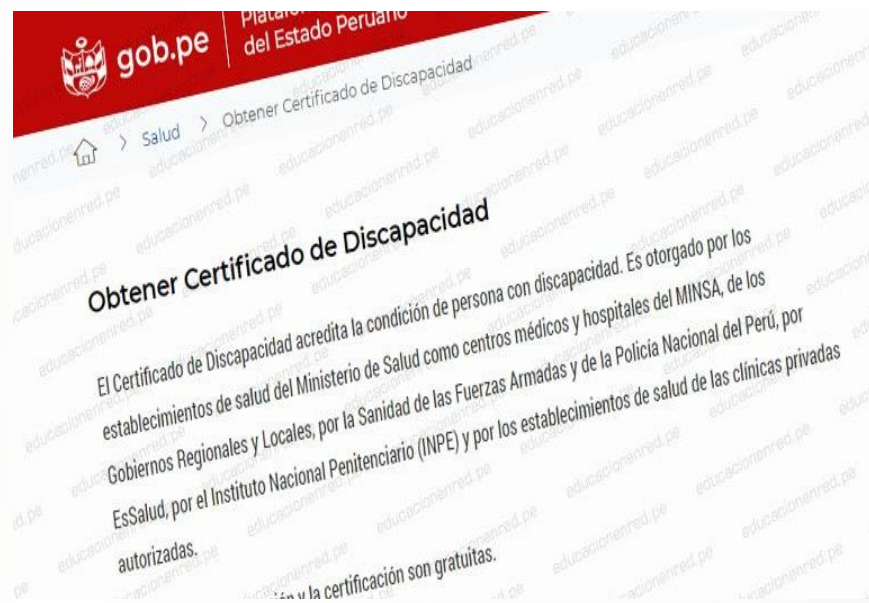 gob.pe
del Estado Peruano
Salud > Obtener Certificado de Discapacidad
Obtener Certificado de Discapacidad
El Certificado de Discapacidad acredita la condición de persona con discapacidad. Es otorgado por los
establecimientos de salud del Ministerio de Salud como centros médicos y hospitales del MINSA, de los
Gobiernos Regionales y Locales, por la Sanidad de las Fuerzas Armadas y de la Policía Nacional del Perú, por
EsSalud, por el Instituto Nacional Penitenciario (INPE) y por los establecimientos de salud de las clínicas privadas
autorizadas.
y la certificación son gratuitas.
educacionenred.pe